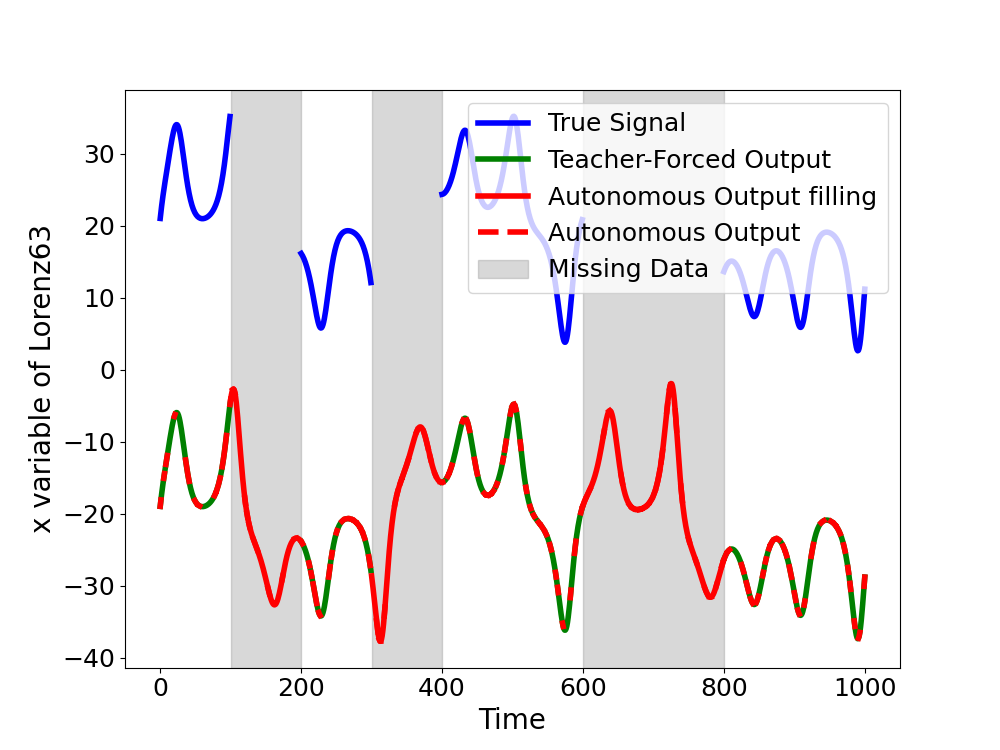 True Signal
Teacher-Forced Output
Autonomous Output filling
Autonomous Output
Missing Data
x variable of Lorenz63
30
20
10
0
−10
−20
−30
−40
0
200
400
600
800
1000
Time